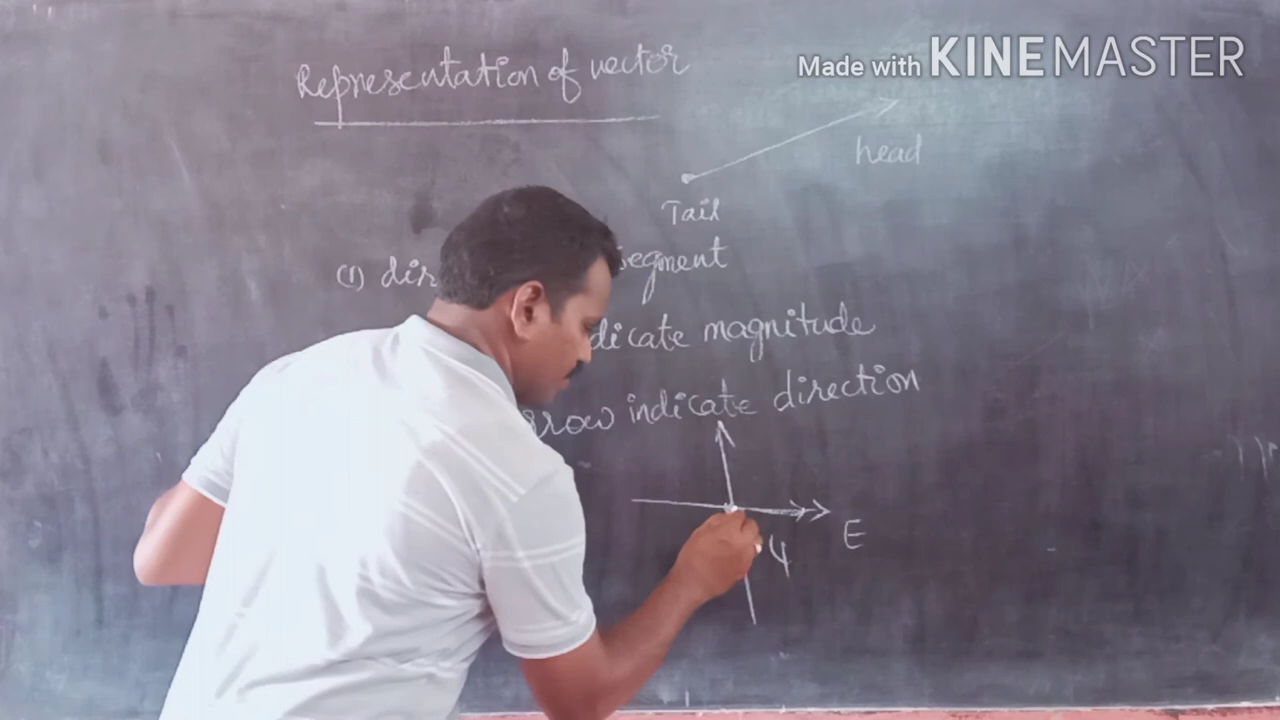 Made with KINEMASTER
Representation of vector
head
Tail
(1) dir segment
dicate magnitude
rrow indicate direction
E
4